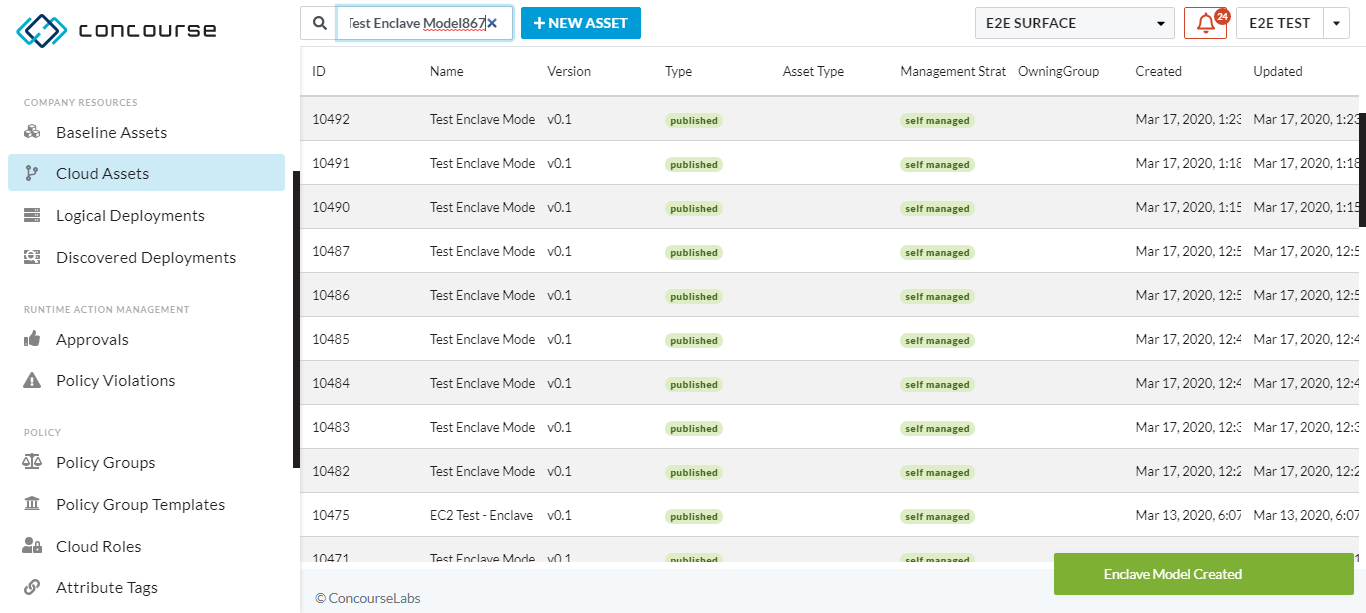 concourse
Test Enclave Model867
NEW ASSET
E2E SURFACE
24
E2E TEST
COMPANY RESOURCES
Baseline Assets
Cloud Assets
Logical Deployments
Discovered Deployments
RUNTIME ACTION MANAGEMENT
Approvals
Policy Violations
POLICY
Policy Groups
Policy Group Templates
Cloud Roles
Attribute Tags
ID Name Version Type Asset Type Management Strat OwningGroup Created Updated
10492 Test Enclave Mode v0.1 published self managed Mar 17, 2020, 1:23 Mar 17, 2020, 1:23
10491 Test Enclave Mode v0.1 published self managed Mar 17, 2020, 1:18 Mar 17, 2020, 1:18
10490 Test Enclave Mode v0.1 published self managed Mar 17, 2020, 1:15 Mar 17, 2020, 1:15
10487 Test Enclave Mode v0.1 published self managed Mar 17, 2020, 12:5 Mar 17, 2020, 12:5
10486 Test Enclave Mode v0.1 published self managed Mar 17, 2020, 12:5 Mar 17, 2020, 12:5
10485 Test Enclave Mode v0.1 published self managed Mar 17, 2020, 12:4 Mar 17, 2020, 12:4
10484 Test Enclave Mode v0.1 published self managed Mar 17, 2020, 12:4 Mar 17, 2020, 12:4
10483 Test Enclave Mode v0.1 published self managed Mar 17, 2020, 12:3 Mar 17, 2020, 12:3
10482 Test Enclave Mode v0.1 published self managed Mar 17, 2020, 12:2 Mar 17, 2020, 12:2
10475 EC2 Test - Enclave v0.1 published self managed Mar 13, 2020, 6:07 Mar 13, 2020, 6:07
10471 Test Enclave Mode v0.1 published self managed
Enclave Model Created
© ConcourseLabs